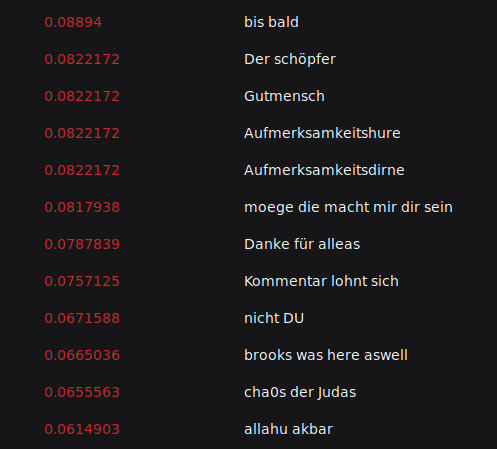 0.08894 bis bald
0.0822172 Der schöpfer
0.0822172 Gutmensch
0.0822172 Aufmerksamkeitshure
0.0822172 Aufmerksamkeitsdirne
0.0817938 moege die macht mir dir sein
0.0787839 Danke für alleas
0.0757125 Kommentar lohnt sich
0.0671588 nicht DU
0.0665036 brooks was here aswell
0.0655563 cha0s der Judas
0.0614903 allahu akbar